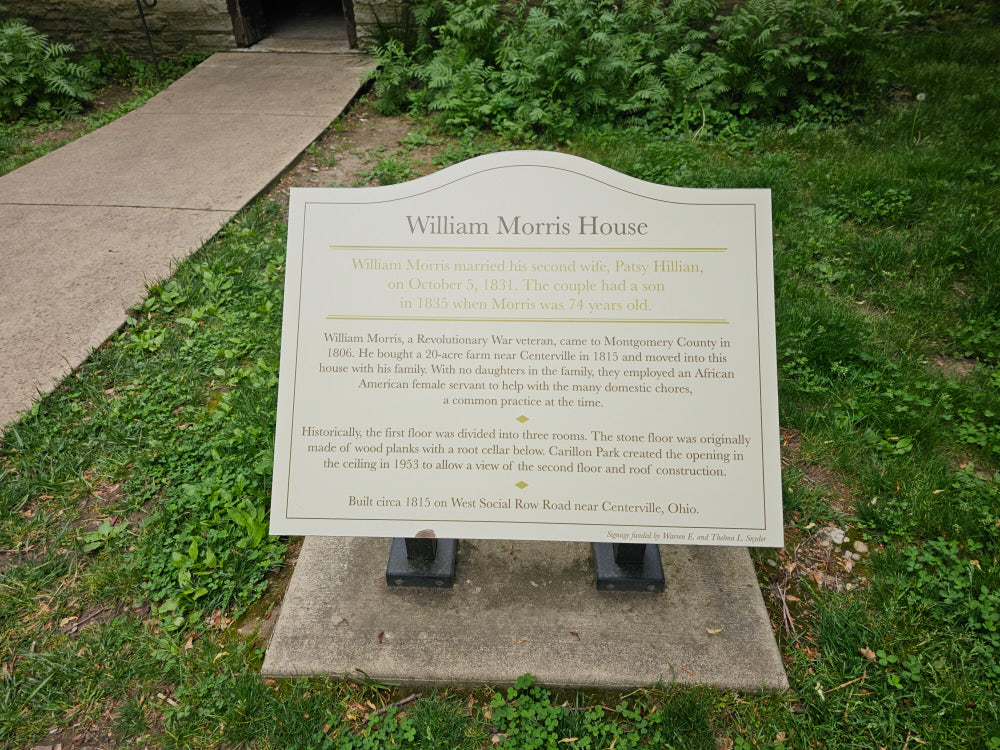 William Morris House
William Morris married his second wife, Patsy Hillian,
on October 5, 1831. The couple had a son
in 1835 when Morris was 74 years old.
William Morris, a Revolutionary War veteran, came to Montgomery County in
1806. He bought a 20-acre farm near Centerville in 1815 and moved into this
house with his family. With no daughters in the family, they employed an African
American female servant to help with the many domestic chores,
a common practice at the time.
Historically, the first floor was divided into three rooms. The stone floor was originally
made of wood planks with a root cellar below. Carillon Park created the opening in
the ceiling in 1953 to allow a view of the second floor and roof construction.
Built circa 1815 on West Social Row Road near Centerville, Ohio.
Signage funded by Warren E. and Thelma L. Snyder